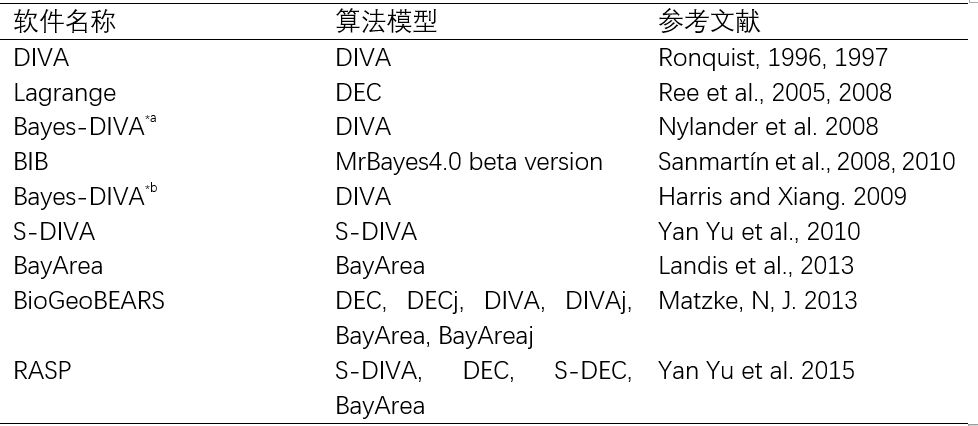 软件名称 算法模型 参考文献
DIVA DIVA Ronquist, 1996, 1997
Lagrange DEC Ree et al., 2005, 2008
Bayes-DIVA*a DIVA Nylander et al. 2008
BIB MrBayes4.0 beta version Sanmartín et al., 2008, 2010
Bayes-DIVA*b DIVA Harris and Xiang. 2009
S-DIVA S-DIVA Yan Yu et al., 2010
BayArea BayArea Landis et al., 2013
BioGeoBEARS DEC, DECj, DIVA, DIVAj, Matzke, N, J. 2013
BayArea, BayAreaj
RASP S-DIVA, DEC, S-DEC, Yan Yu et al. 2015
BayArea